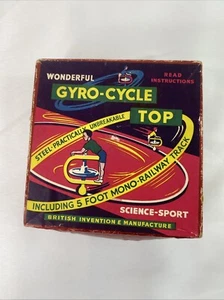 WONDERFUL
READ
INSTRUCTIONS
GYRO-CYCLE
TOP
STEEL-PRACTICALLY UNBREAKABLE
INCLUDING 5 FOOT MONO-RAILWAY TRACK
SCIENCE-SPORT
BRITISH INVENTION & MANUFACTURE